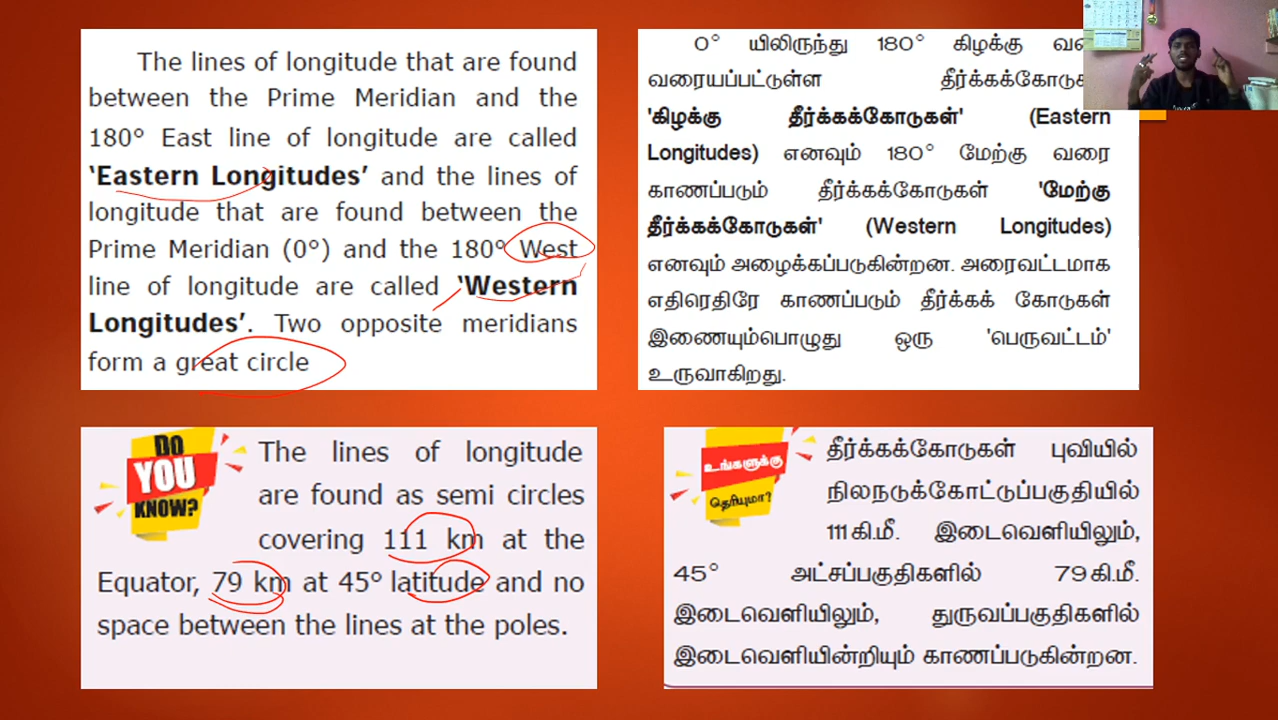 The lines of longitude that are found
between the Prime Meridian and the
180° East line of longitude are called
‘Eastern Longitudes’ and the lines of
longitude that are found between the
Prime Meridian (0°) and the 180° West
line of longitude are called ‘Western
Longitudes’. Two opposite meridians
form a great circle
0° யிலிருந்து 180° கிழக்கு
வரையப்பட்டுள்ள
'கிழக்கு தீர்க்கக்கோடுகள்' (Eastern
Longitudes) எனவும் 180° மேற்கு வரை
காணப்படும் தீர்க்கக்கோடுகள் 'மேற்கு
தீர்க்கக்கோடுகள்' (Western Longitudes)
எனவும் அழைக்கப்படுகின்றன. அரைவட்டமாக
எதிரெதிரே காணப்படும் தீர்க்கக் கோடுகள்
இணையும்பொழுது ஒரு 'பெருவட்டம்'
உருவாகிறது.
DO
YOU
KNOW?
The lines of longitude
are found as semi circles
covering 111 km at the
Equator, 79 km at 45° latitude and no
space between the lines at the poles.
உங்களுக்கு
தெரியுமா?
தீர்க்கக்கோடுகள் புவியில்
நிலநடுக்கோட்டுப்பகுதியில்
111 கி.மீ. இடைவெளியிலும்,
45° அட்சப்பகுதிகளில் 79 கி.மீ.
இடைவெளியிலும், துருவப்பகுதிகளில்
இடைவெளியின்றியும் காணப்படுகின்றன.